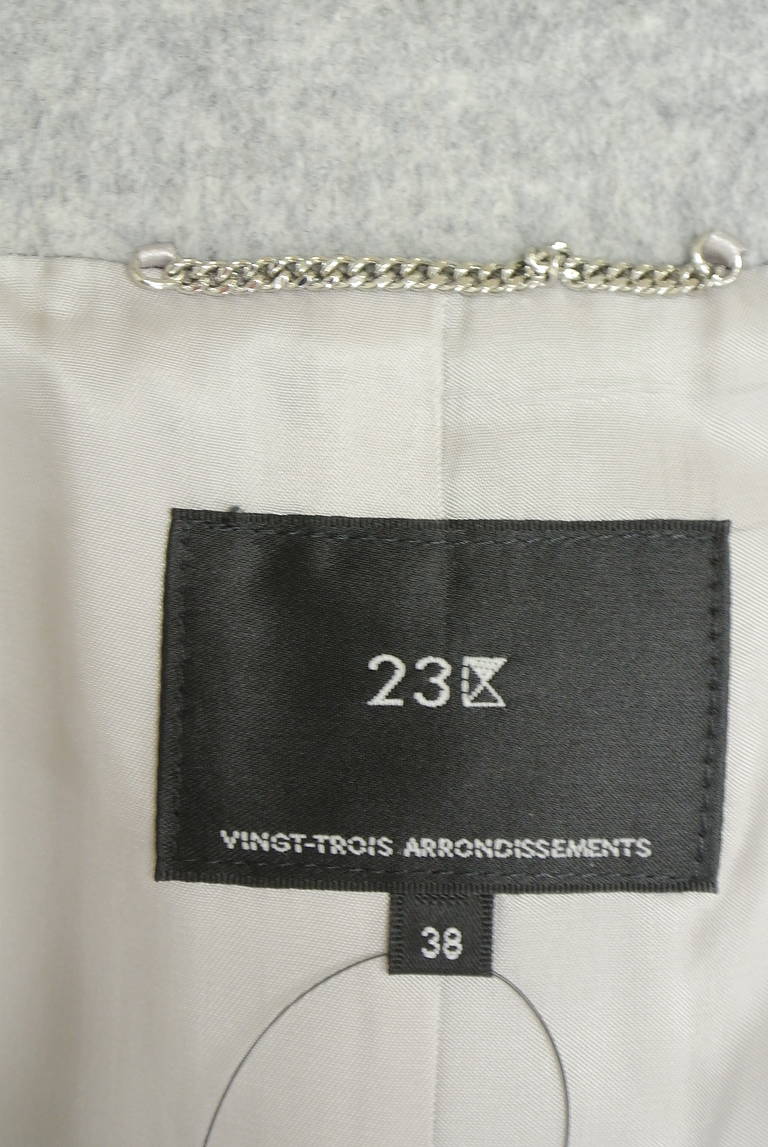 23区
VINGT-TROIS ARRONDISSEMENTS
38